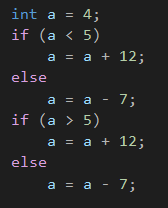 int a = 4;
if (a < 5)
    a = a + 12;
else
    a = a - 7;
if (a > 5)
    a = a + 12;
else
    a = a - 7;